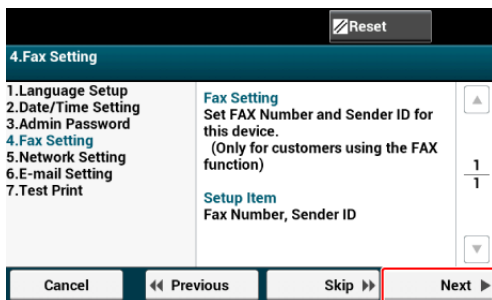 Reset
4.Fax Setting
1.Language Setup
2.Date/Time Setting
3.Admin Password
4.Fax Setting
5.Network Setting
6.E-mail Setting
7.Test Print
Fax Setting
Set FAX Number and Sender ID for
this device.
(Only for customers using the FAX
function)
Setup Item
Fax Number, Sender ID
1
1
Cancel
Previous
Skip
Next